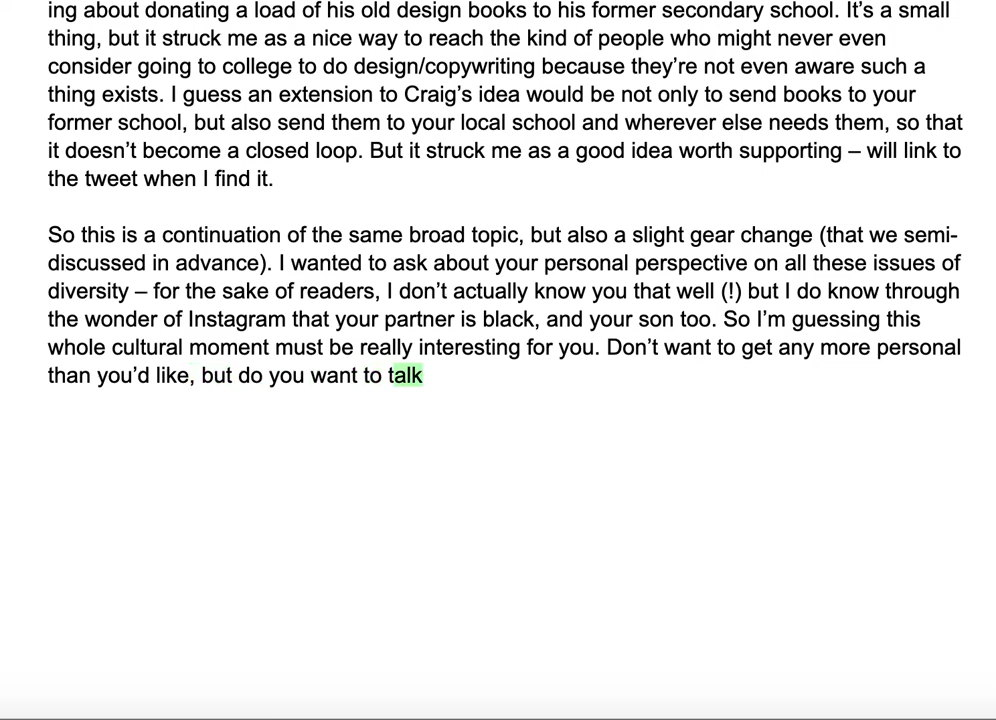 ing about donating a load of his old design books to his former secondary school. It’s a small
thing, but it struck me as a nice way to reach the kind of people who might never even
consider going to college to do design/copywriting because they’re not even aware such a
thing exists. I guess an extension to Craig’s idea would be not only to send books to your
former school, but also send them to your local school and wherever else needs them, so that
it doesn’t become a closed loop. But it struck me as a good idea worth supporting – will link to
the tweet when I find it.
So this is a continuation of the same broad topic, but also a slight gear change (that we semi-
discussed in advance). I wanted to ask about your personal perspective on all these issues of
diversity – for the sake of readers, I don’t actually know you that well (!) but I do know through
the wonder of Instagram that your partner is black, and your son too. So I’m guessing this
whole cultural moment must be really interesting for you. Don’t want to get any more personal
than you’d like, but do you want to talk